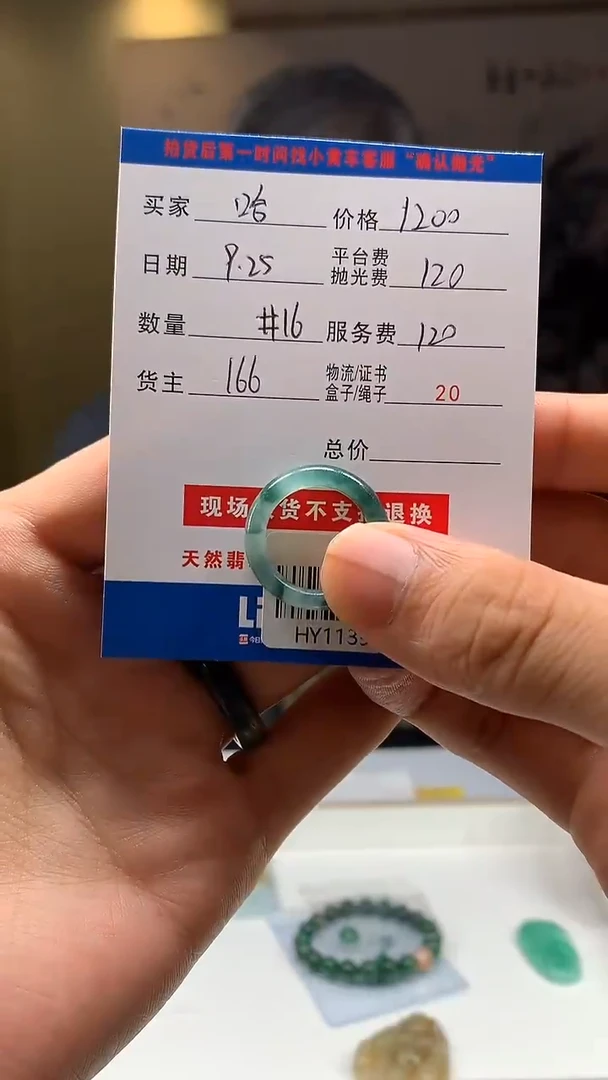 拍货后第一时间找小黄车客服"确认抛光"
买家 价格 1200
日期 9.25 平台费
抛光费 120
数量 #16 服务费 120
货主 166 物流/证书
盒子/绳子 20
总价
现场 货不支 退换
天然翡
HY113